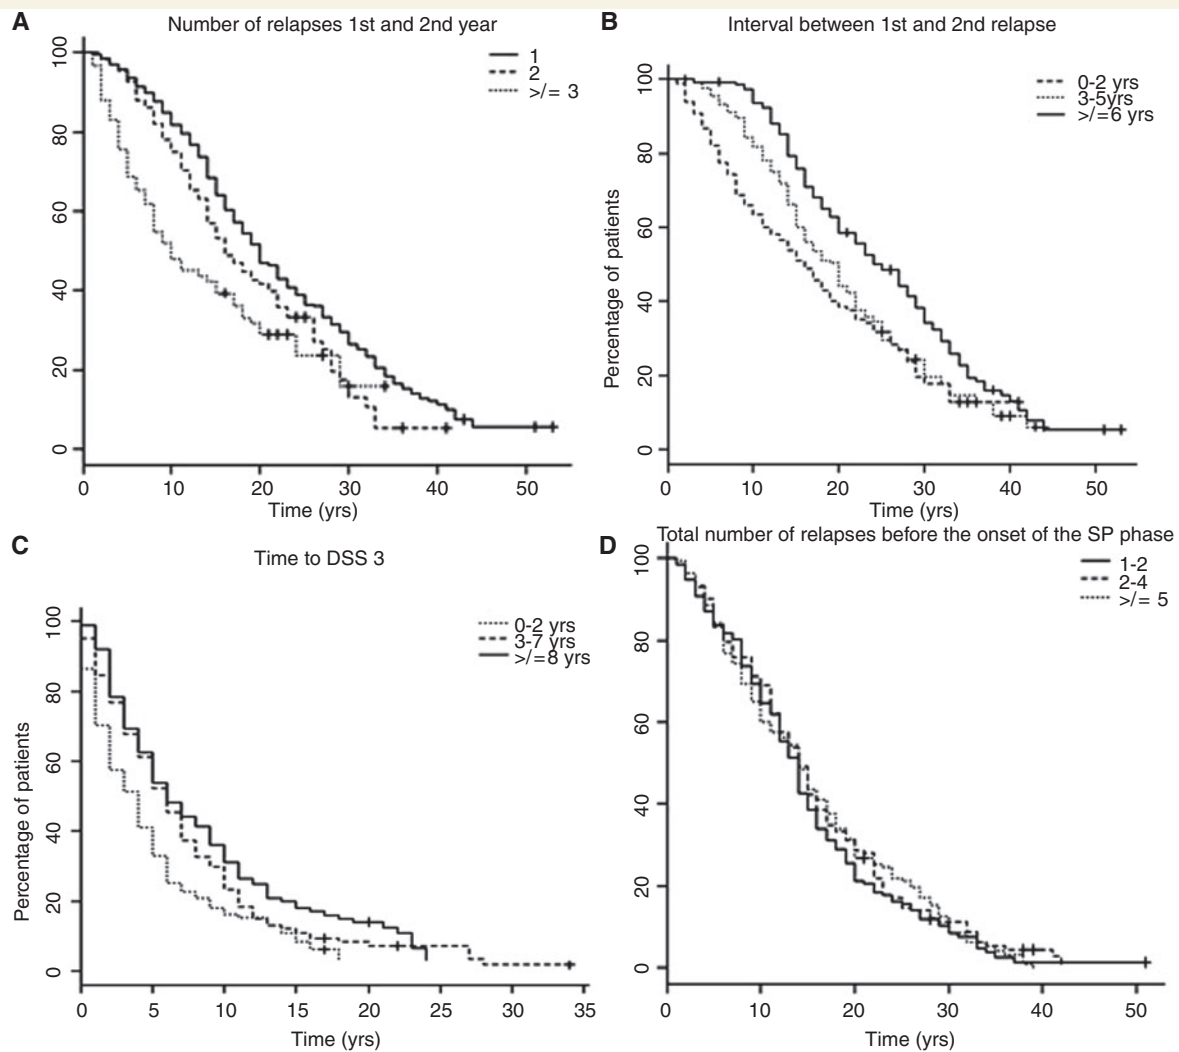 A
Number of relapses 1st and 2nd year
1
2
>/= 3
100
80
60
40
20
0
0 10 20 30 40 50
Time (yrs)
B
Interval between 1st and 2nd relapse
0-2 yrs
3-5yrs
>/=6 yrs
Percentage of patients
100
80
60
40
20
0
0 10 20 30 40 50
Time (yrs)
C
Time to DSS 3
0-2 yrs
3-7 yrs
>/=8 yrs
Percentage of patients
100
80
60
40
20
0
0 5 10 15 20 25 30 35
Time (yrs)
D
Total number of relapses before the onset of the SP phase
1-2
2-4
>/= 5
100
80
60
40
20
0
0 10 20 30 40 50
Time (yrs)